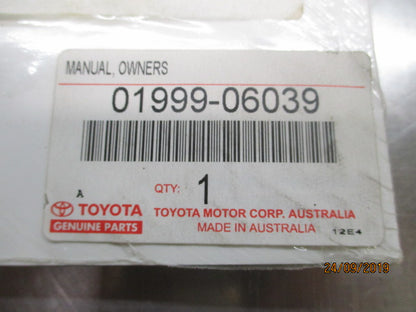 MANUAL, OWNERS
01999-06039
A
QTY: 1
TOYOTA
GENUINE PARTS
TOYOTA MOTOR CORP. AUSTRALIA
MADE IN AUSTRALIA
12E4
24/09/2019